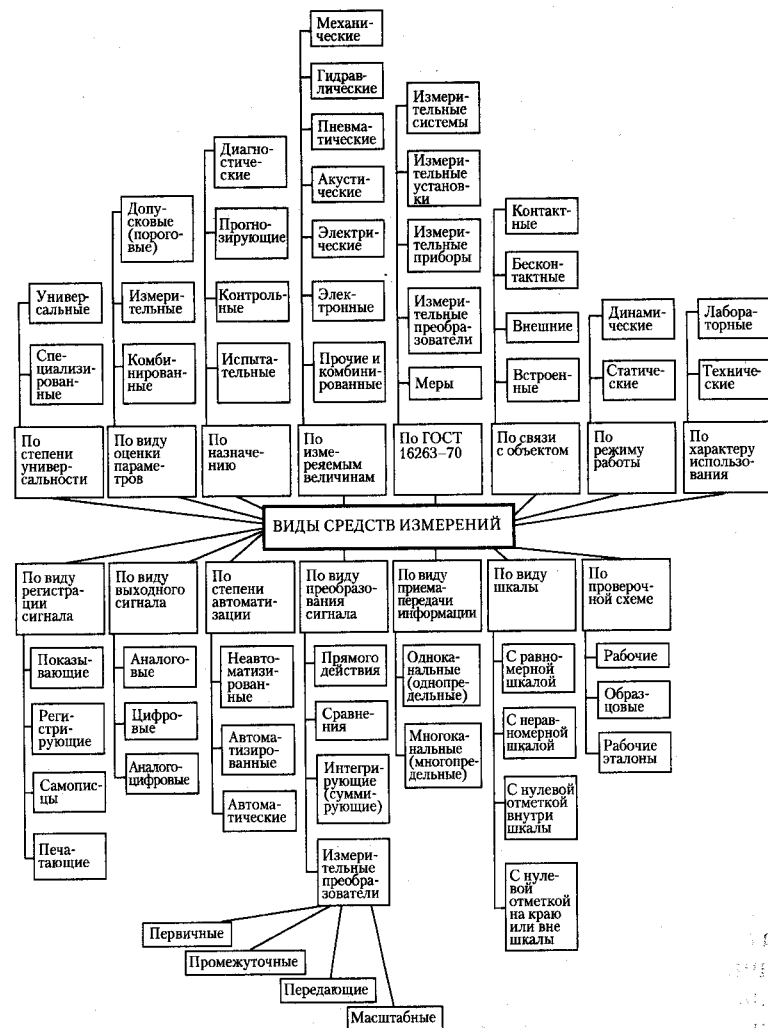 Механи-
ческие
Гидрав-
лические
Пневма-
тические
Акусти-
ческие
Электри-
ческие
Элек-
тронные
Прочие и
комбини-
рованные
По
изме-
реяемым
величинам
Измери-
тельные
системы
Измери-
тельные
установ-
ки
Измери-
тельные
приборы
Измери-
тельные
преобра-
зователи
Меры
По ГОСТ
16263–70
Диагно-
стиче-
ские
Прогно-
зирующие
Контроль-
ные
Испыта-
тельные
По
назначению
Допу-
сковые
(порого-
вые)
Измери-
тельные
Комби-
нирован-
ные
По виду
оценки
парамет-
ров
Универ-
сальные
Спе-
циализи-
рован-
ные
По
степени
универ-
сальности
Контакт-
ные
Бескон-
тактные
Внешние
Встроен-
ные
По связи
с объектом
Динами-
ческие
Статиче-
ские
По
режиму
работы
Лабора-
торные
Техниче-
ские
По
характеру
использо-
вания
ВИДЫ СРЕДСТВ ИЗМЕРЕНИЙ
По виду
регистра-
ции
сигнала
Показы-
вающие
Реги-
стри-
рующие
Самопис-
цы
Печа-
тающие
По виду
выходного
сигнала
Аналого-
вые
Цифро-
вые
Аналого-
цифровые
По
степени
автомати-
зации
Неавто-
матизи-
рован-
ные
Автома-
тизиро-
ванные
Автома-
тические
По виду
преобразо-
вания
сигнала
Прямого
действия
Сравне-
ния
Интегри-
рующие
(сумми-
рующие)
Измери-
тельные
преобра-
зователи
Первичные
Промежуточные
Передающие
Масштабные
По виду
приема-
передачи
информации
Однока-
нальные
(однопре-
дельные)
Многока-
нальные
(многопре-
дельные)
По виду
шкалы
С равно-
мерной
шкалой
С нерав-
номерной
шкалой
С нулевой
отметкой
внутри
шкалы
С нуле-
вой
отметкой
на краю
или вне
шкалы
По
провероч-
ной схеме
Рабочие
Образ-
цовые
Рабочие
эталоны